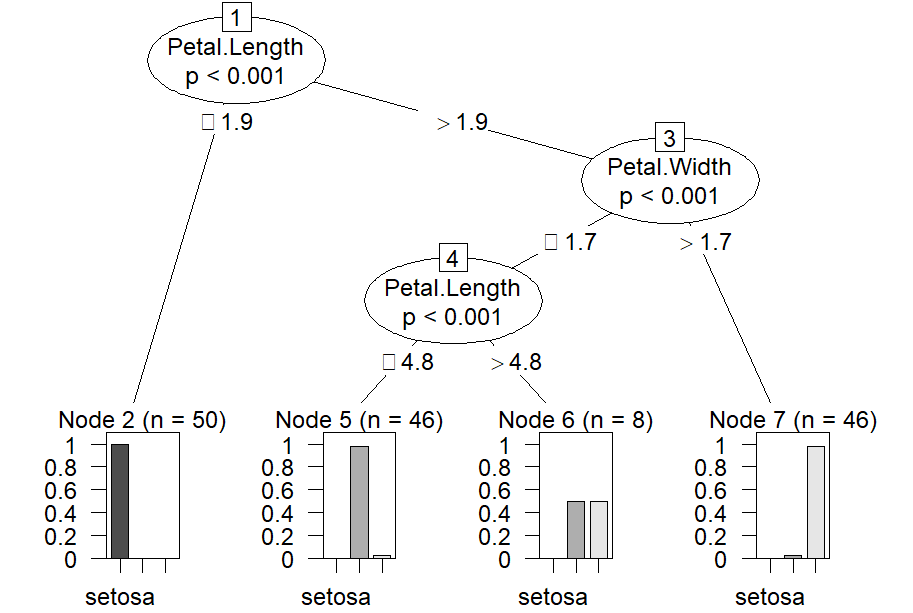 1
Petal.Length
p < 0.001
□ 1.9
> 1.9
3
Petal.Width
p < 0.001
□ 1.7
> 1.7
4
Petal.Length
p < 0.001
□ 4.8
> 4.8
Node 2 (n = 50)
1
0.8
0.6
0.4
0.2
0
setosa
Node 5 (n = 46)
1
0.8
0.6
0.4
0.2
0
setosa
Node 6 (n = 8)
1
0.8
0.6
0.4
0.2
0
setosa
Node 7 (n = 46)
1
0.8
0.6
0.4
0.2
0
setosa